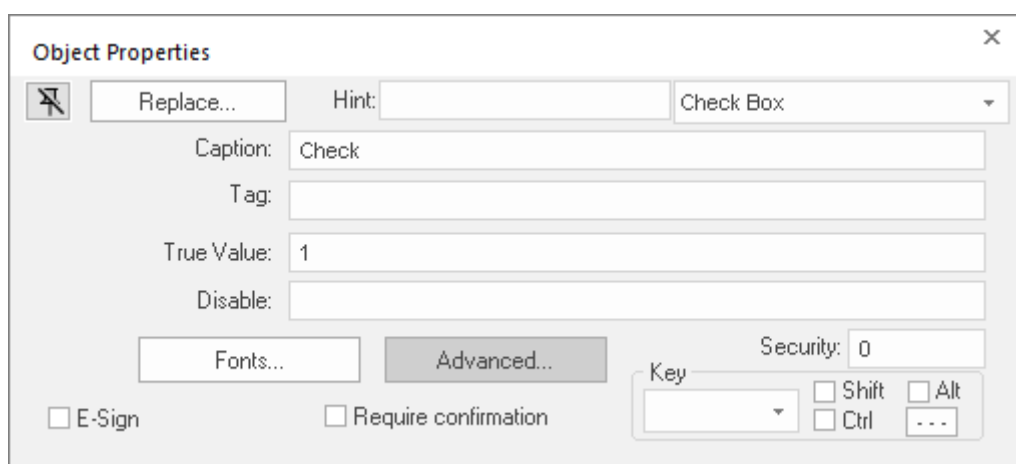 Object Properties
Replace... Hint: Check Box
Caption: Check
Tag:
True Value: 1
Disable:
Fonts... Advanced... Security: 0
Key
Shift Alt
E-Sign Require confirmation Ctrl ...